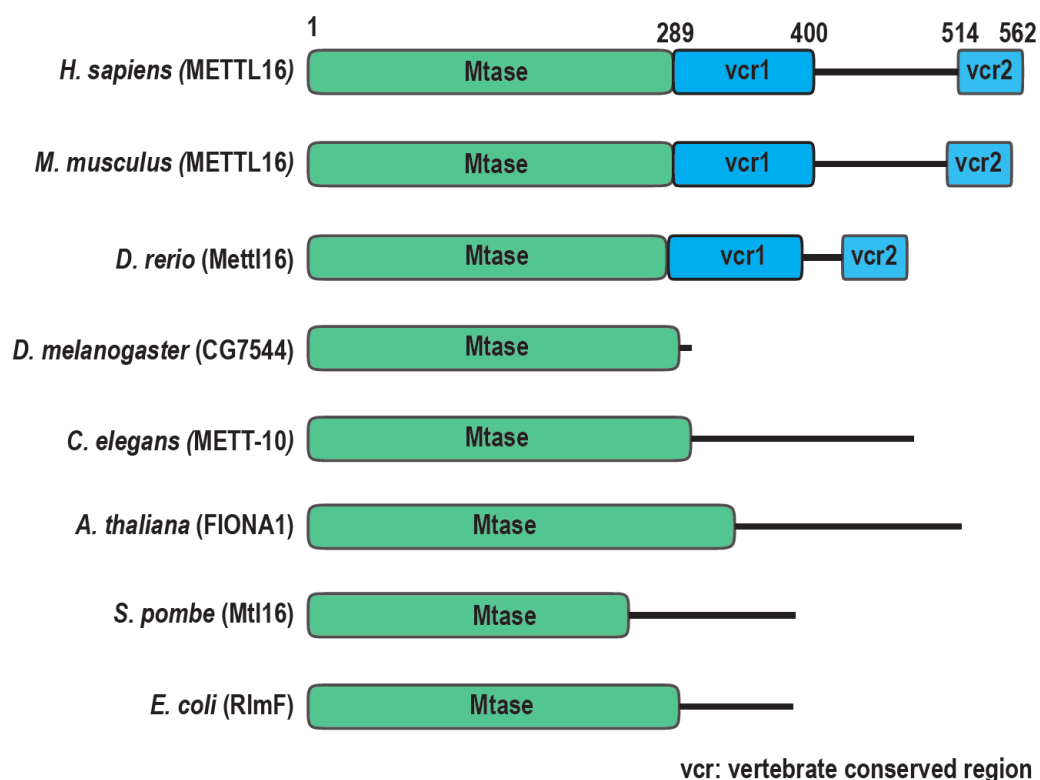 1 289 400 514 562
H. sapiens (METTL16) Mtase vcr1 vcr2
M. musculus (METTL16) Mtase vcr1 vcr2
D. rerio (Mettl16) Mtase vcr1 vcr2
D. melanogaster (CG7544) Mtase
C. elegans (METT-10) Mtase
A. thaliana (FIONA1) Mtase
S. pombe (Mtl16) Mtase
E. coli (RlmF) Mtase
vcr: vertebrate conserved region